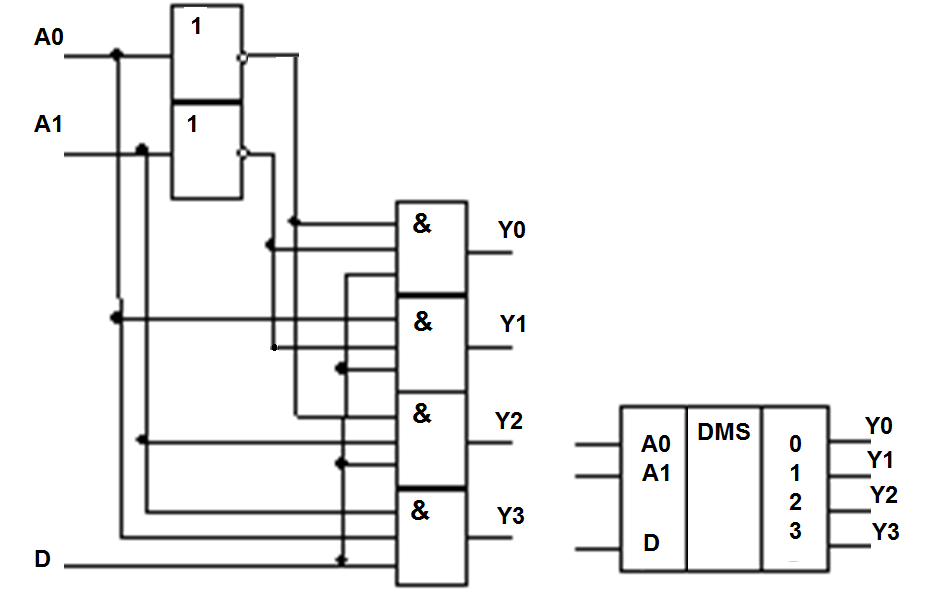 A0
1
A1
1
& Y0
& Y1
& Y2
& Y3
D
DMS
A0 0 Y0
A1 1 Y1
2 Y2
D 3 Y3